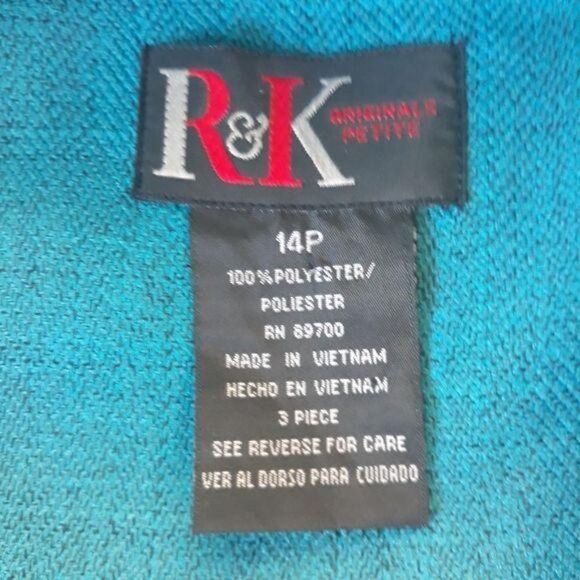 R&K ORIGINALS
PETITE
14P
100% POLYESTER/
POLIESTER
RN 89700
MADE IN VIETNAM
HECHO EN VIETNAM
3 PIECE
SEE REVERSE FOR CARE
VER AL DORSO PARA CUIDADO